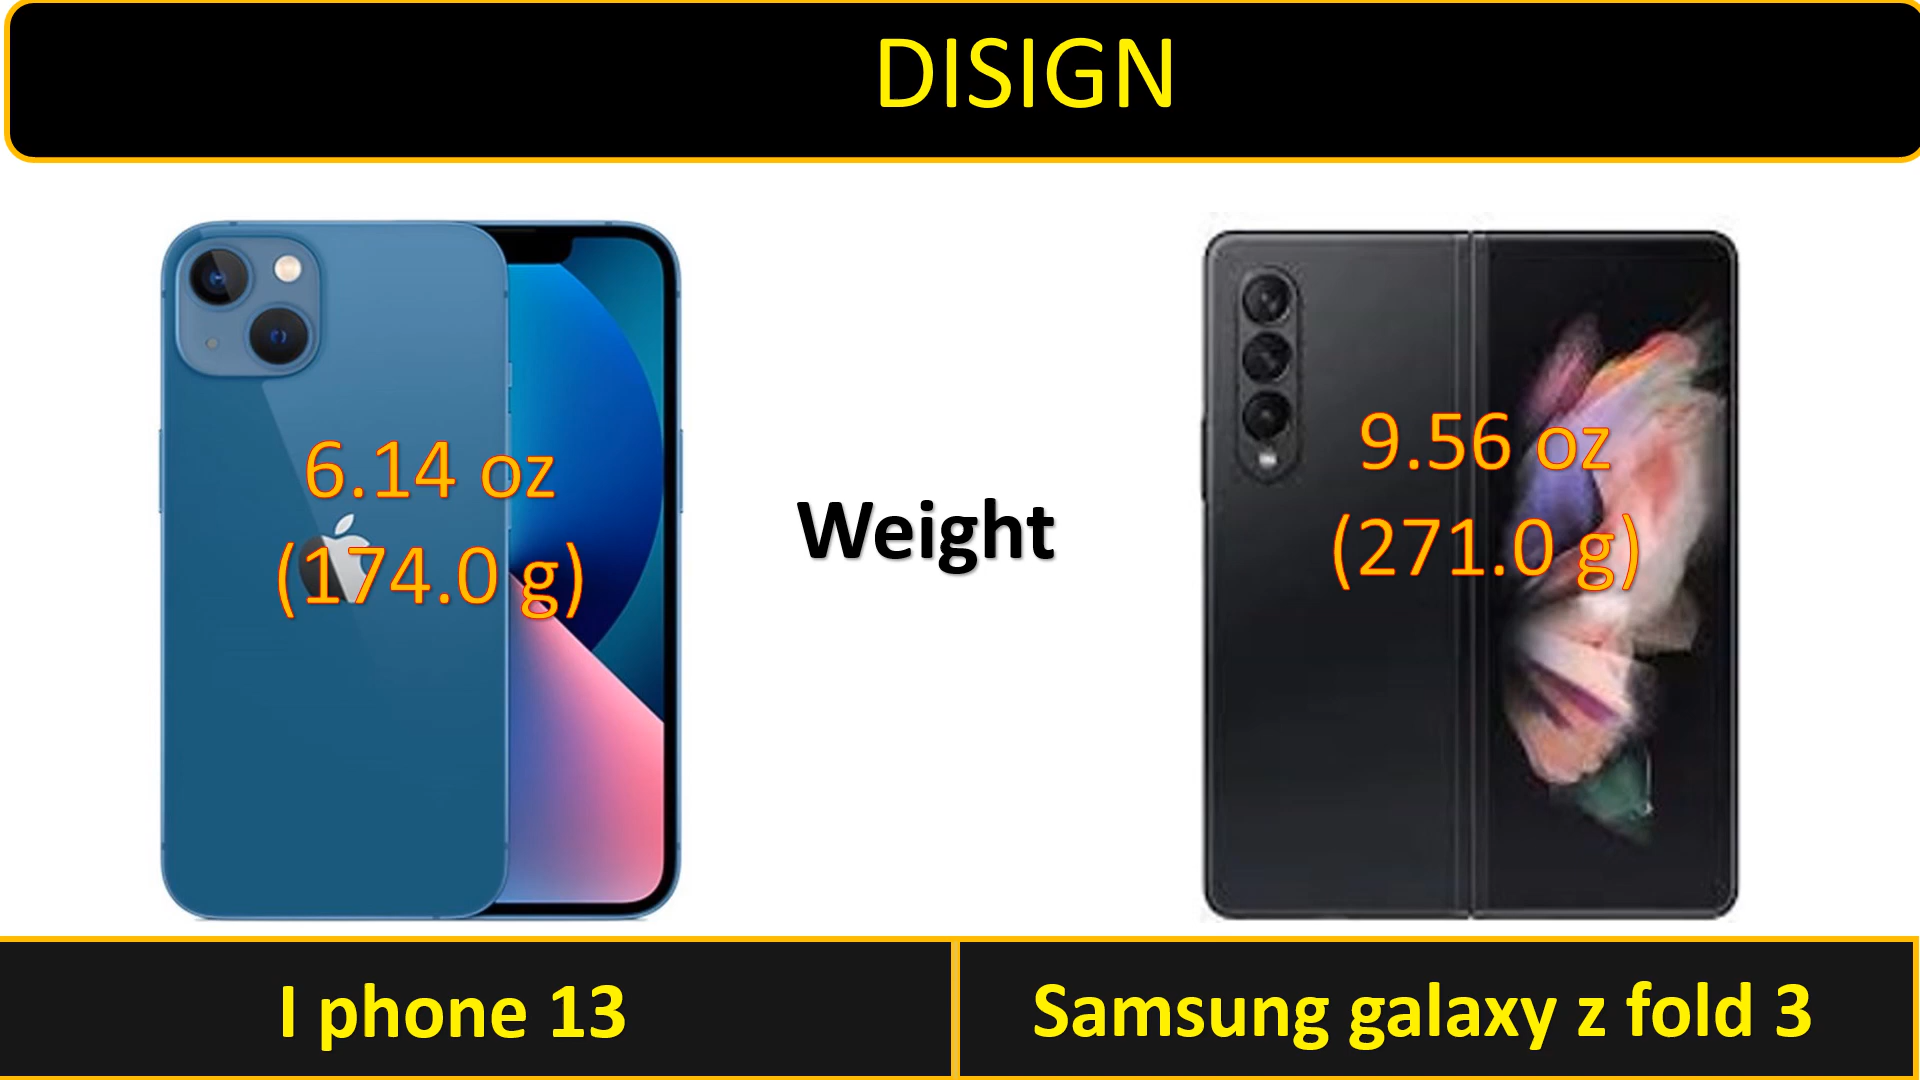 DISIGN
6.14 oz
(174.0 g)
Weight
9.56 oz
(271.0 g)
I phone 13
Samsung galaxy z fold 3